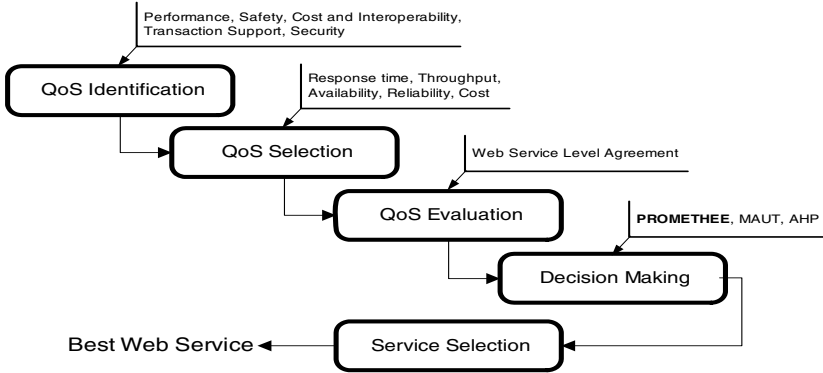 Performance, Safety, Cost and Interoperability,
Transaction Support, Security
QoS Identification
Response time, Throughput,
Availability, Reliability, Cost
QoS Selection
Web Service Level Agreement
QoS Evaluation
PROMETHEE, MAUT, AHP
Decision Making
Service Selection
Best Web Service